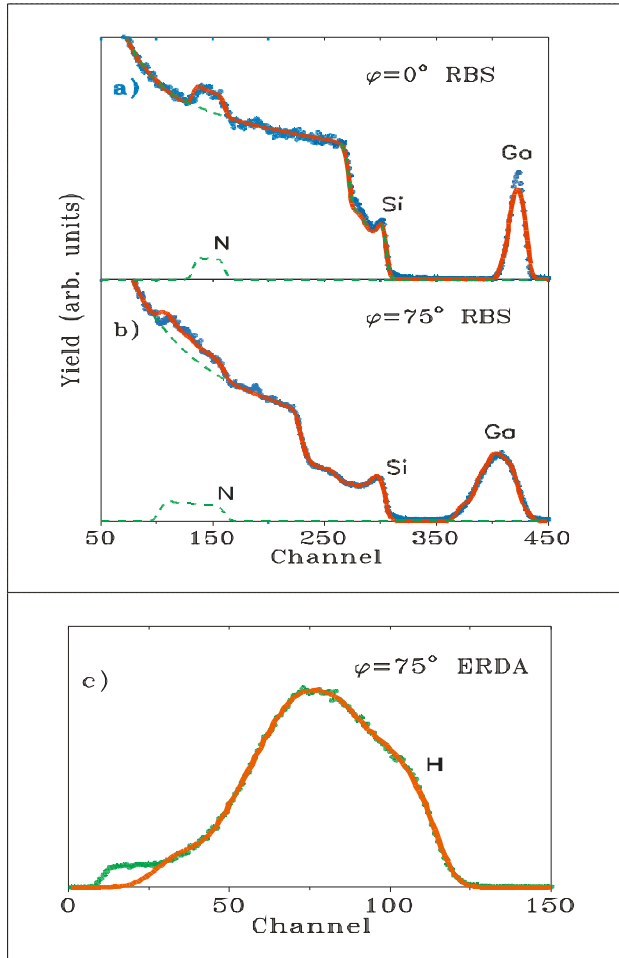 a)
φ=0° RBS
Ga
Si
N
Yield (arb. units)
φ=75° RBS
b)
Ga
Si
N
50 150 250 350 450
Channel
φ=75° ERDA
c)
H
0 50 100 150
Channel